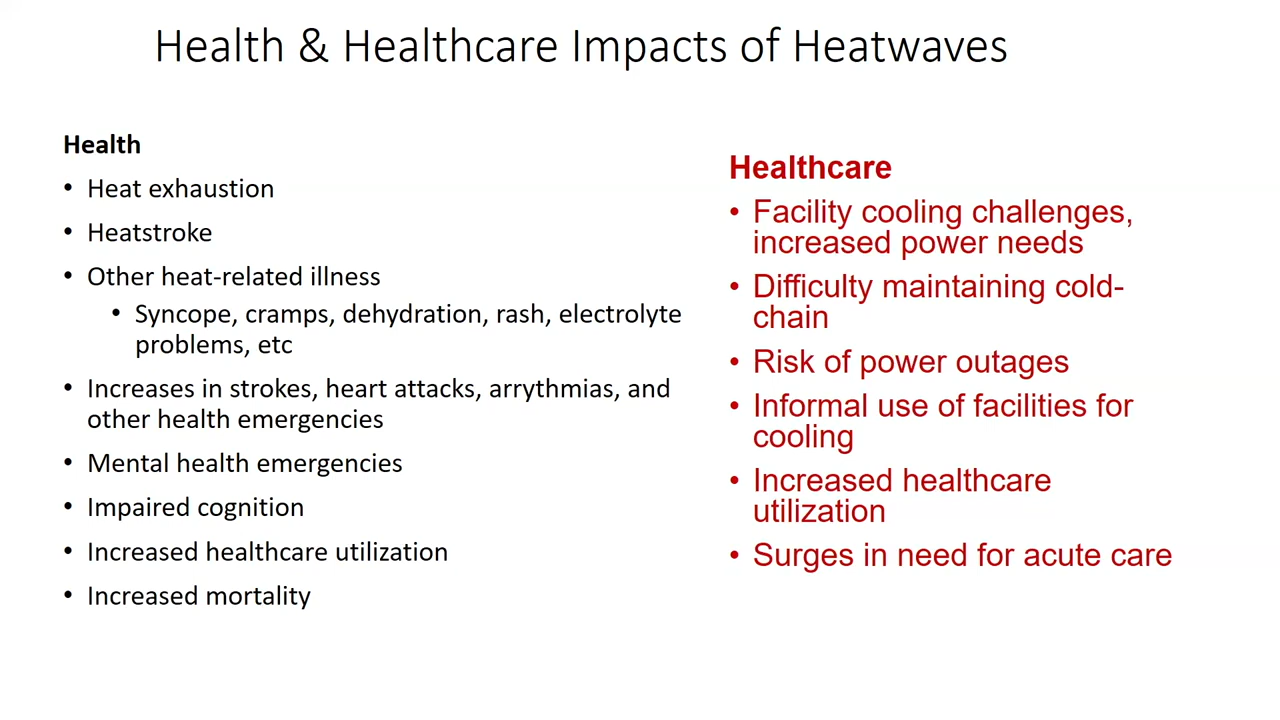 Health & Healthcare Impacts of Heatwaves
Health
• Heat exhaustion
• Heatstroke
• Other heat-related illness
• Syncope, cramps, dehydration, rash, electrolyte
problems, etc
• Increases in strokes, heart attacks, arrythmias, and
other health emergencies
• Mental health emergencies
• Impaired cognition
• Increased healthcare utilization
• Increased mortality
Healthcare
• Facility cooling challenges,
increased power needs
• Difficulty maintaining cold-
chain
• Risk of power outages
• Informal use of facilities for
cooling
• Increased healthcare
utilization
• Surges in need for acute care